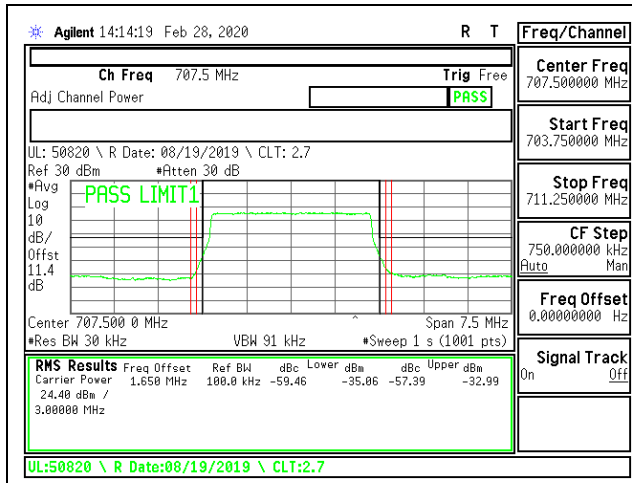 Agilent 14:14:19 Feb 28, 2020 R T
Freq/Channel
Ch Freq 707.5 MHz Trig Free
Adj Channel Power PASS
UL: 50820 \ R Date: 08/19/2019 \ CLT: 2.7
Ref 30 dBm #Atten 30 dB
#Avg
Log
10
dB/
Offst
11.4
dB
PASS LIMIT1
Center 707.500 0 MHz ^ Span 7.5 MHz
#Res BW 30 kHz VBW 91 kHz #Sweep 1 s (1001 pts)
RMS Results Freq Offset Ref BW dBc Lower dBm dBc Upper dBm
Carrier Power 1.650 MHz 100.0 kHz -59.46 -35.06 -57.39 -32.99
24.40 dBm /
3.00000 MHz
UL:50820 \ R Date:08/19/2019 \ CLT:2.7
Center Freq
707.500000 MHz
Start Freq
703.750000 MHz
Stop Freq
711.250000 MHz
CF Step
750.000000 kHz
Auto Man
Freq Offset
0.00000000 Hz
Signal Track
On Off